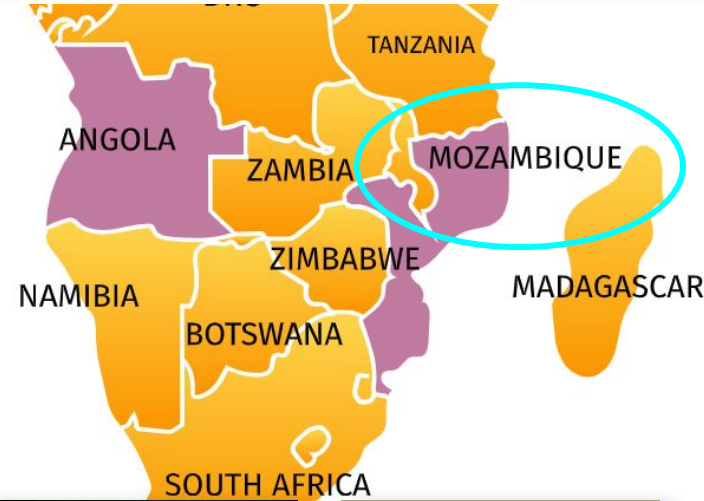 TANZANIA
ANGOLA
MOZAMBIQUE
ZAMBIA
ZIMBABWE
MADAGASCAR
NAMIBIA
BOTSWANA
SOUTH AFRICA